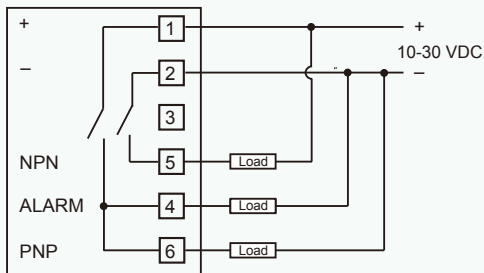 + 1 +
10-30 VDC
– 2 –
3
NPN 5 Load
ALARM 4 Load
PNP 6 Load